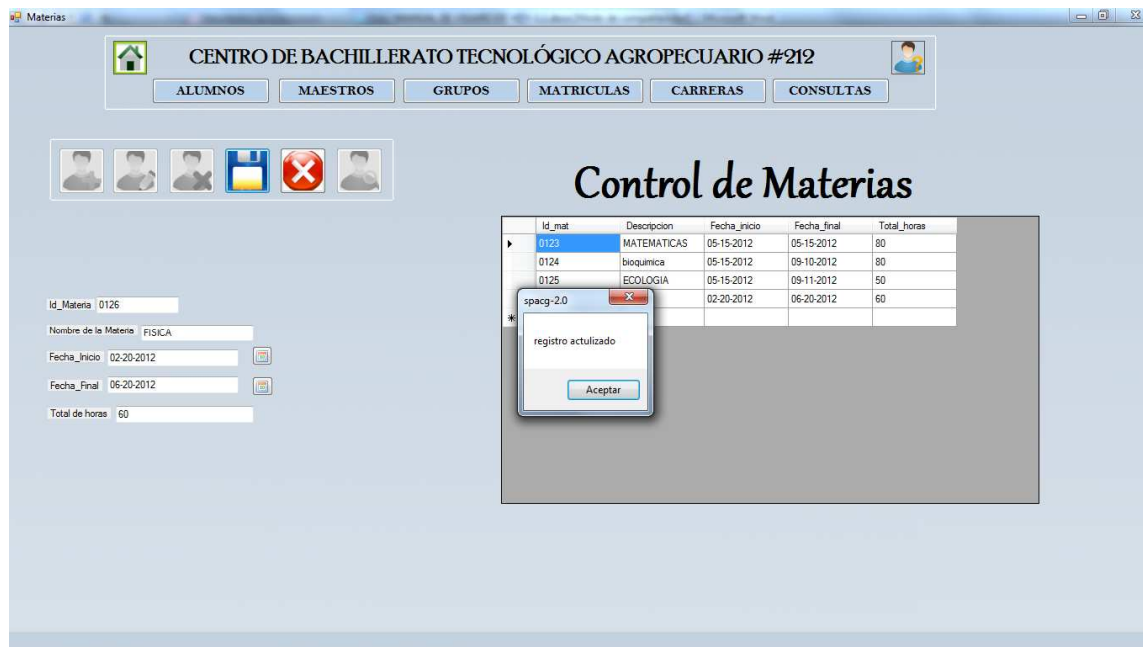 Materias
CENTRO DE BACHILLERATO TECNOLÓGICO AGROPECUARIO #212
ALUMNOS MAESTROS GRUPOS MATRICULAS CARRERAS CONSULTAS
Control de Materias
Id_mat Descripcion Fecha_inicio Fecha_final Total_horas
0123 MATEMATICAS 05-15-2012 05-15-2012 80
0124 bioquimica 05-15-2012 09-10-2012 80
0125 ECOLOGIA 05-15-2012 09-11-2012 50
02-20-2012 06-20-2012 60
Id_Materia 0126
Nombre de la Materia FISICA
Fecha_Inicio 02-20-2012
Fecha_Final 06-20-2012
Total de horas 60
spacg-2.0
registro actulizado
Aceptar